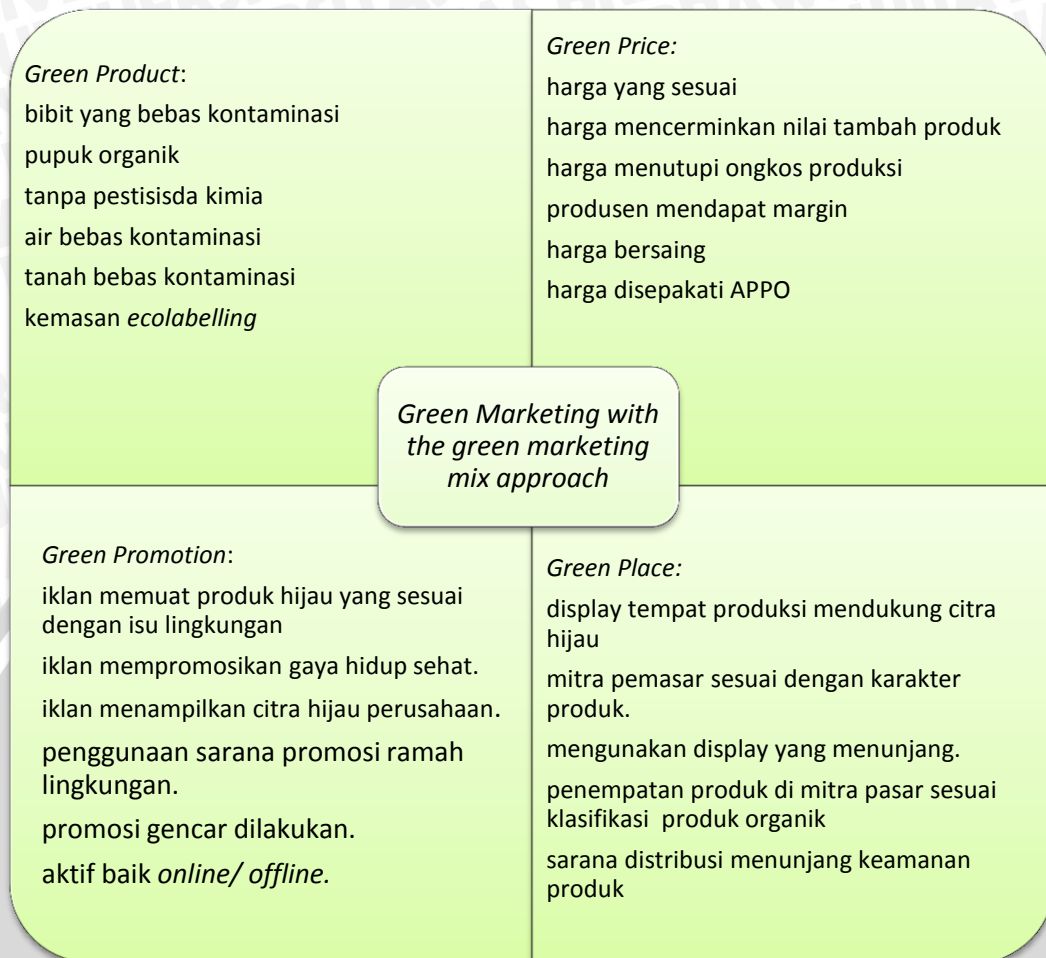 Green Product:
bibit yang bebas kontaminasi
pupuk organik
tanpa pestisisda kimia
air bebas kontaminasi
tanah bebas kontaminasi
kemasan ecolabelling
Green Price:
harga yang sesuai
harga mencerminkan nilai tambah produk
harga menutupi ongkos produksi
produsen mendapat margin
harga bersaing
harga disepakati APPO
Green Marketing with
the green marketing
mix approach
Green Promotion:
iklan memuat produk hijau yang sesuai
dengan isu lingkungan
iklan mempromosikan gaya hidup sehat.
iklan menampilkan citra hijau perusahaan.
penggunaan sarana promosi ramah
lingkungan.
promosi gencar dilakukan.
aktif baik online/ offline.
Green Place:
display tempat produksi mendukung citra
hijau
mitra pemasar sesuai dengan karakter
produk.
mengunakan display yang menunjang.
penempatan produk di mitra pasar sesuai
klasifikasi  produk organik
sarana distribusi menunjang keamanan
produk